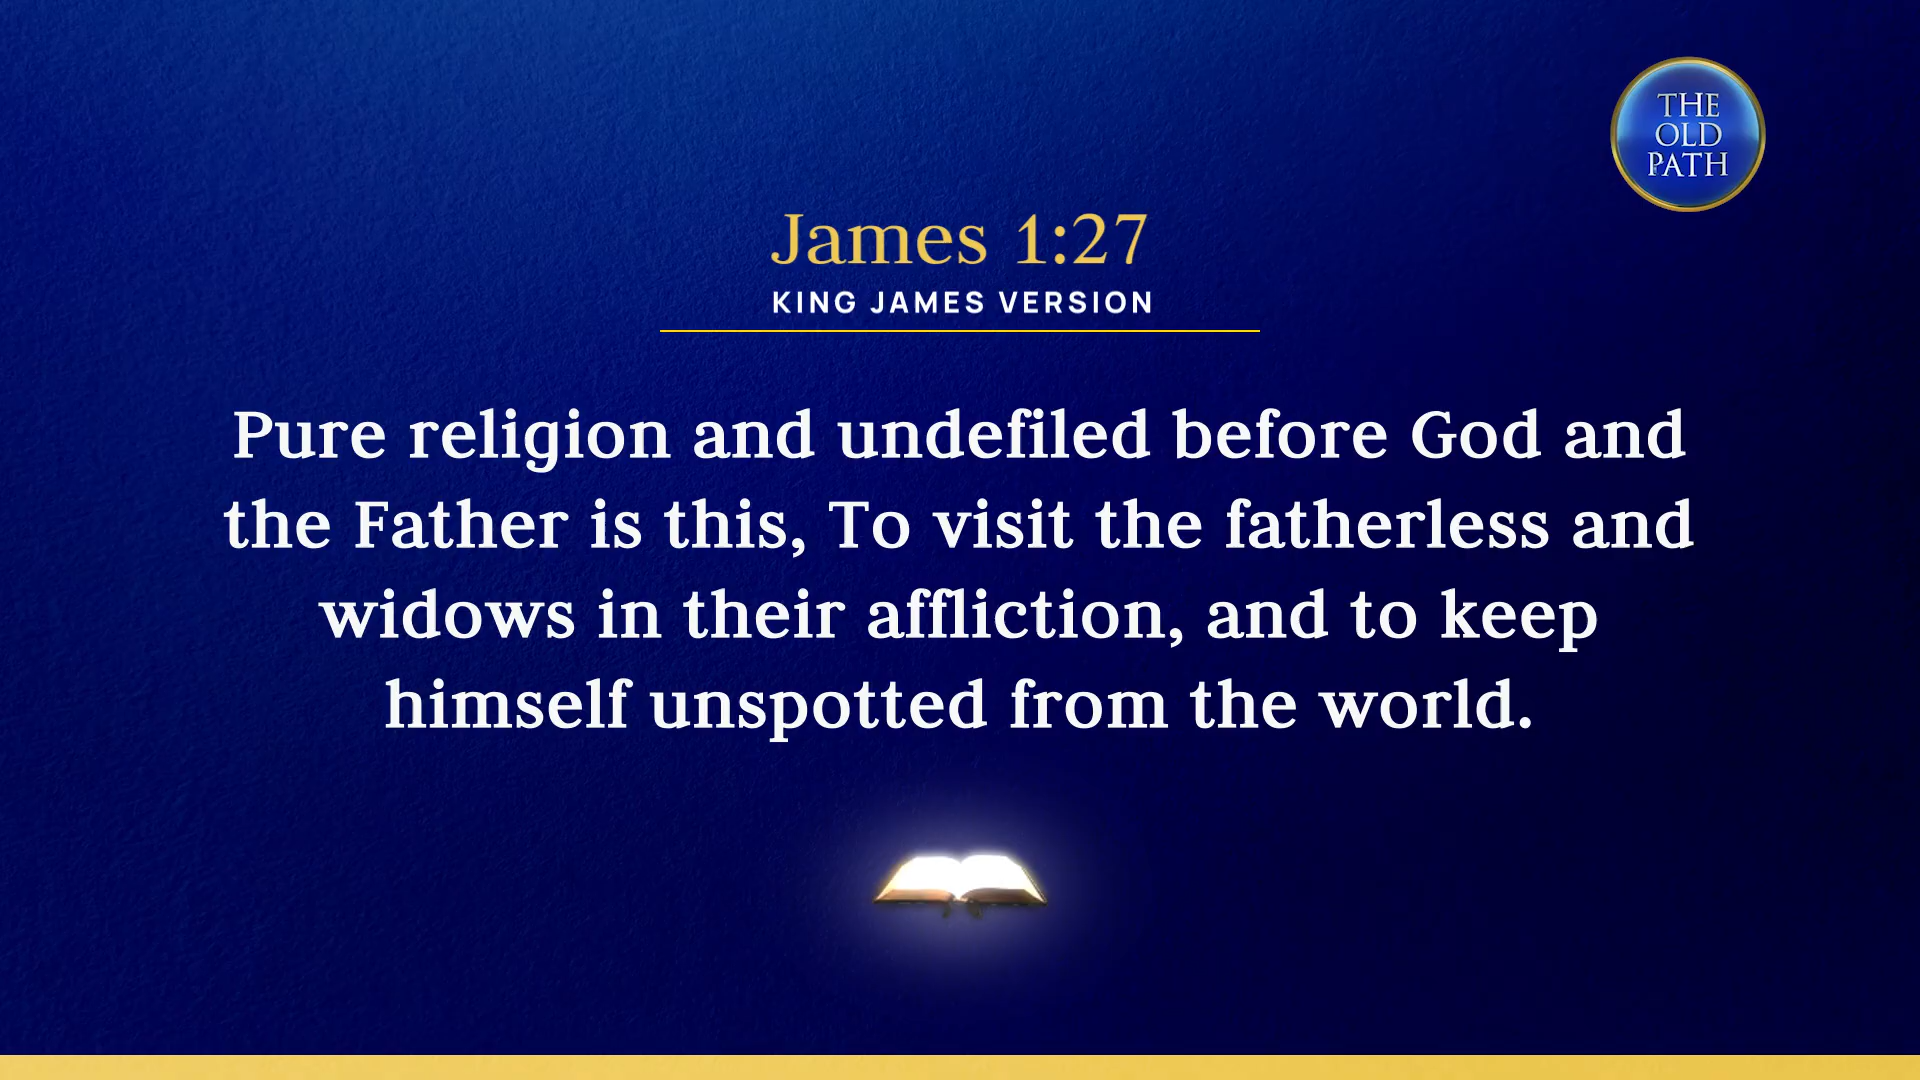 THE
OLD
PATH
James 1:27
KING JAMES VERSION
Pure religion and undefiled before God and
the Father is this, To visit the fatherless and
widows in their affliction, and to keep
himself unspotted from the world.